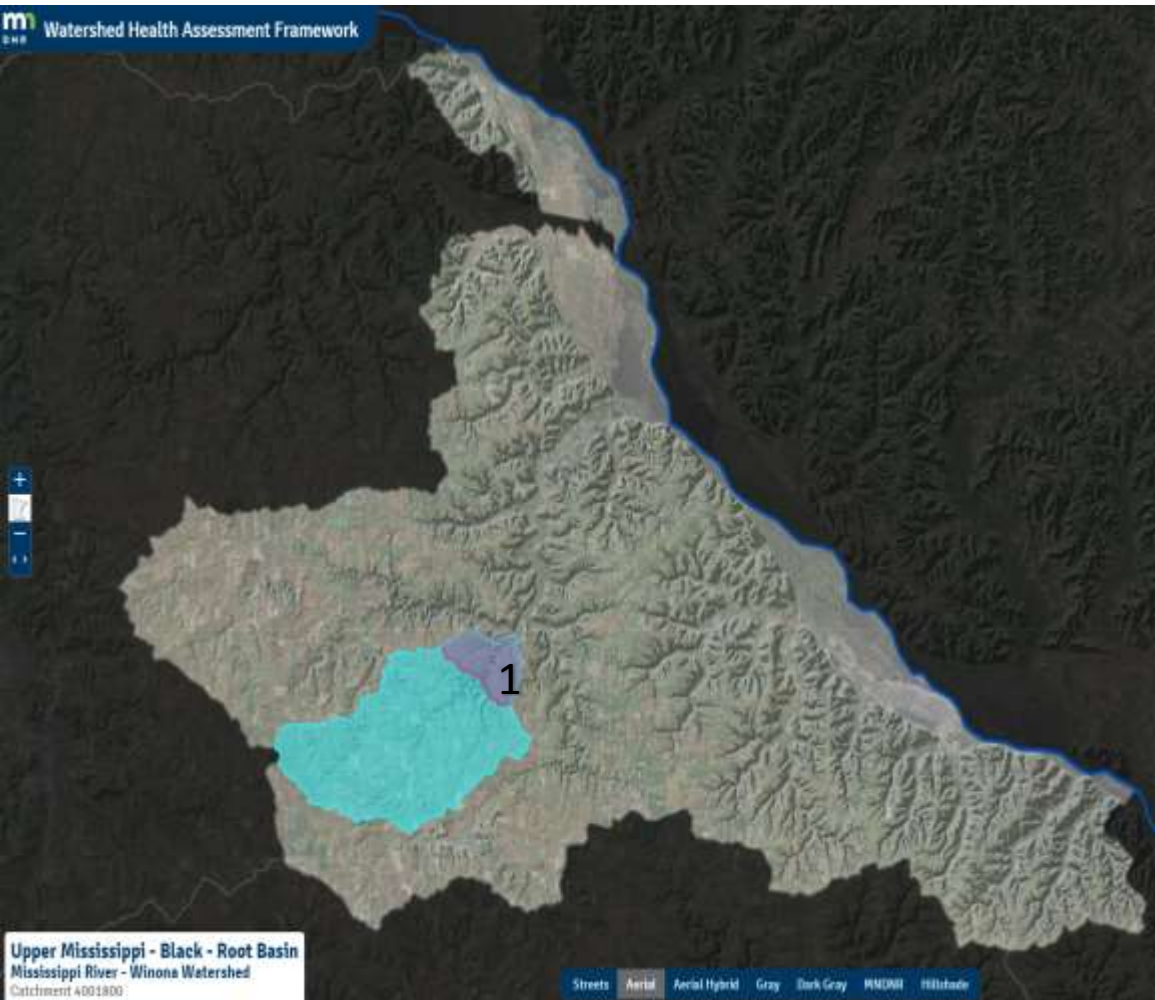 mn
DNR
Watershed Health Assessment Framework
+
−
1
Upper Mississippi - Black - Root Basin
Mississippi River - Winona Watershed
Catchment 4001800
Streets Aerial Aerial Hybrid Gray Dark Gray MNDNR Hillshade